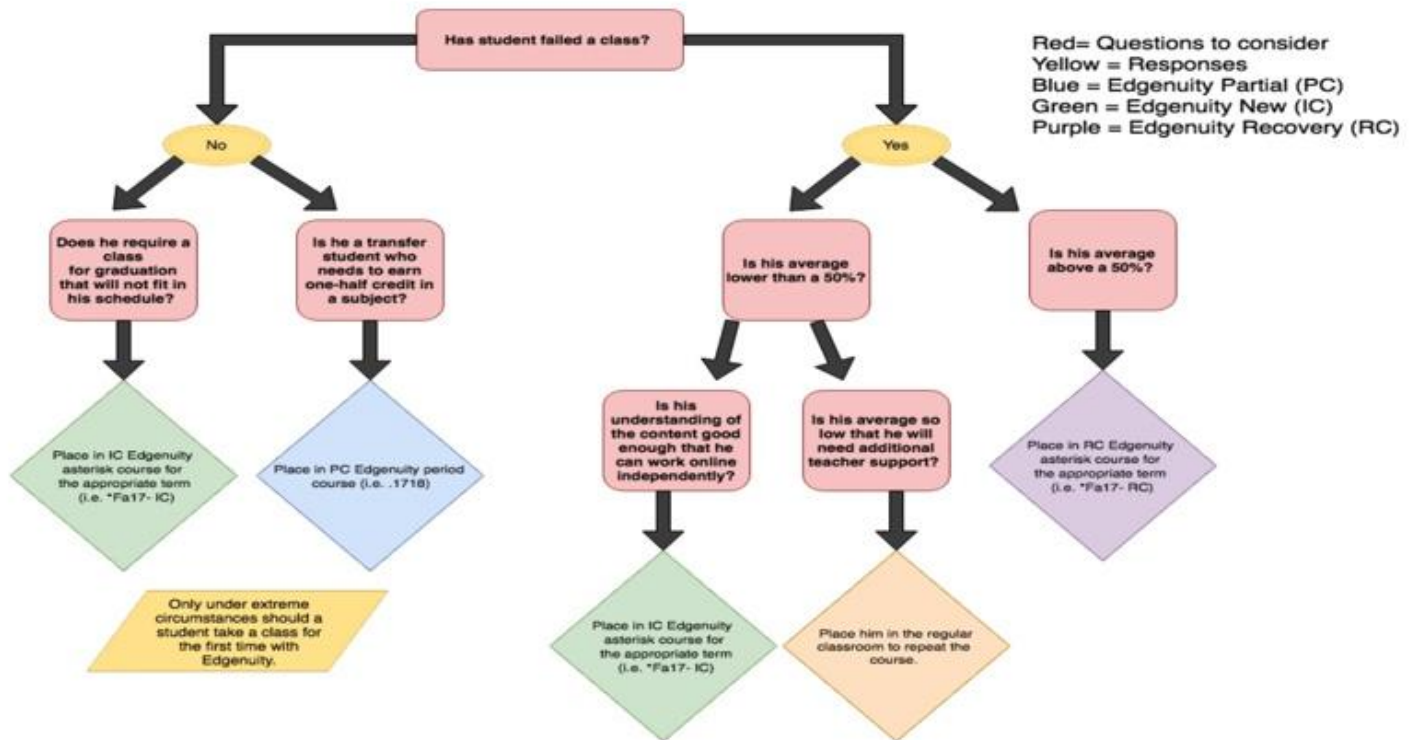 Has student failed a class?
Red= Questions to consider
Yellow = Responses
Blue = Edgenuity Partial (PC)
Green = Edgenuity New (IC)
Purple = Edgenuity Recovery (RC)
No
Yes
Does he require a
class
for graduation
that will not fit in
his schedule?
Is he a transfer
student who
needs to earn
one-half credit in
a subject?
Is his average
lower than a 50%?
Is his average
above a 50%?
Place in IC Edgenuity
asterisk course for
the appropriate term
(i.e. *Fa17- IC)
Place in PC Edgenuity period
course (i.e. .1718)
Is his
understanding of
the content good
enough that he
can work online
independently?
Is his average so
low that he will
need additional
teacher support?
Place in RC Edgenuity
asterisk course for
the appropriate term
(i.e. *Fa17- RC)
Only under extreme
circumstances should a
student take a class for
the first time with
Edgenuity.
Place in IC Edgenuity
asterisk course for
the appropriate term
(i.e. *Fa17- IC)
Place him in the regular
classroom to repeat the
course.